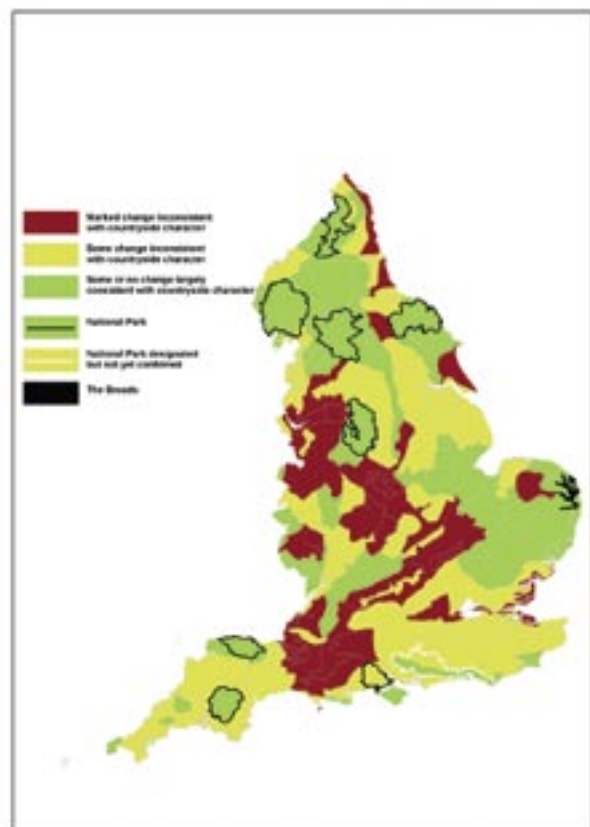 Marked change inconsistent
with countryside character
Some change inconsistent
with countryside character
Some or no change largely
consistent with countryside character
National Park
National Park designated
but not yet confirmed
The Broads